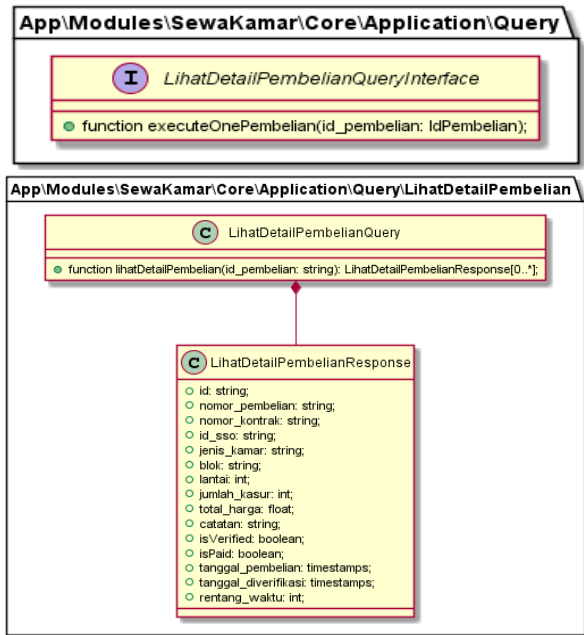 App\Modules\SewaKamar\Core\Application\Query
I LihatDetailPembelianQueryInterface
function executeOnePembelian(id_pembelian: IdPembelian);
App\Modules\SewaKamar\Core\Application\Query\LihatDetailPembelian
C LihatDetailPembelianQuery
function lihatDetailPembelian(id_pembelian: string): LihatDetailPembelianResponse[0..*];
C LihatDetailPembelianResponse
id: string;
nomor_pembelian: string;
nomor_kontrak: string;
id_sso: string;
jenis_kamar: string;
blok: string;
lantai: int;
jumlah_kasur: int;
total_harga: float;
catatan: string;
isVerified: boolean;
isPaid: boolean;
tanggal_pembelian: timestamps;
tanggal_diverifikasi: timestamps;
rentang_waktu: int;